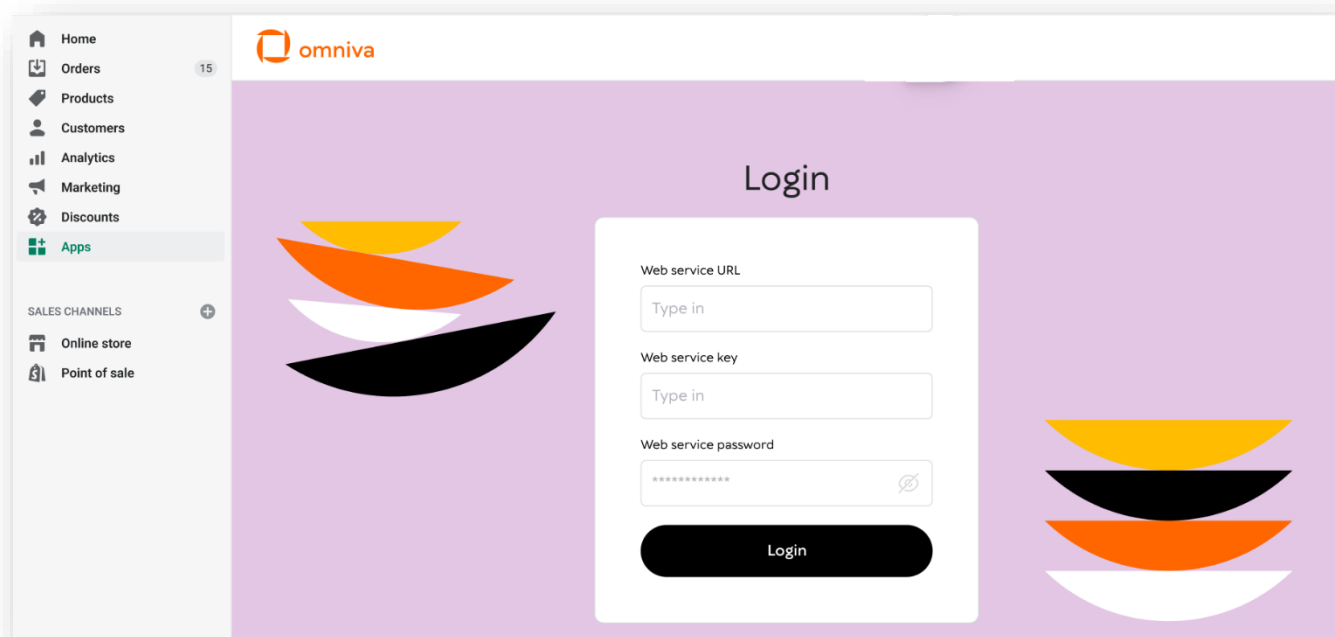 Home
Orders 15
Products
Customers
Analytics
Marketing
Discounts
Apps
SALES CHANNELS
Online store
Point of sale
omniva
Login
Web service URL
Type in
Web service key
Type in
Web service password
************
Login